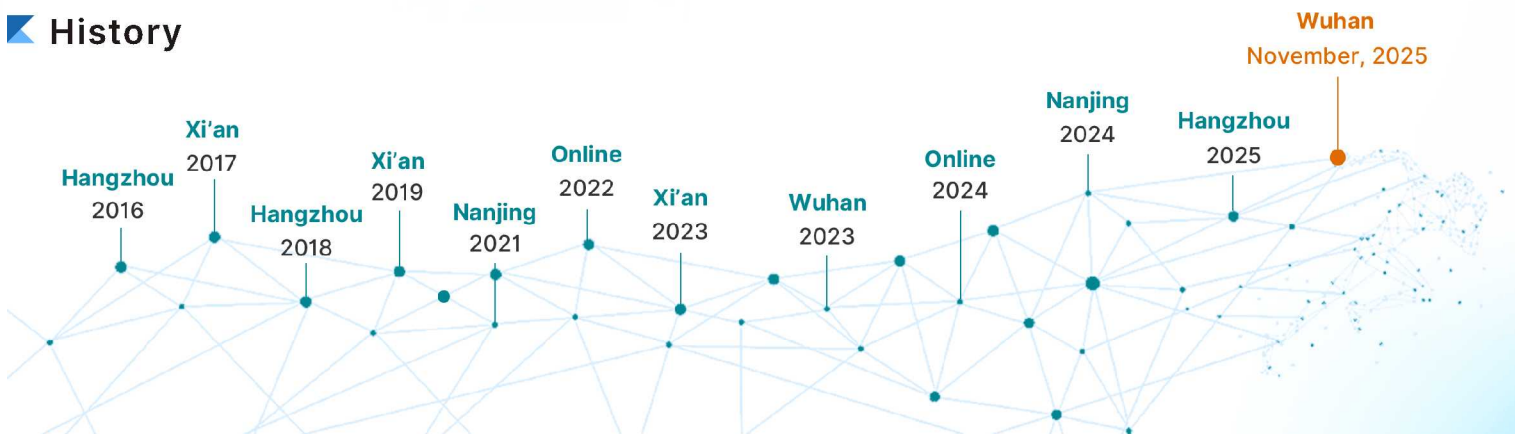 History
Hangzhou
2016
Xi'an
2017
Hangzhou
2018
Xi'an
2019
Nanjing
2021
Online
2022
Xi'an
2023
Wuhan
2023
Online
2024
Nanjing
2024
Hangzhou
2025
Wuhan
November, 2025